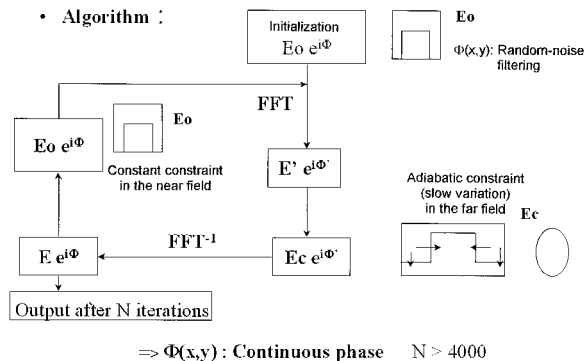 • Algorithm :
Initialization
Eo e^iΦ
Eo
Φ(x,y): Random-noise
filtering
FFT
Eo
Eo e^iΦ
Constant constraint
in the near field
E' e^iΦ'
Adiabatic constraint
(slow variation)
in the far field
Ec
FFT^-1
E e^iΦ
Ec e^iΦ'
Output after N iterations
=> Φ(x,y) : Continuous phase N > 4000